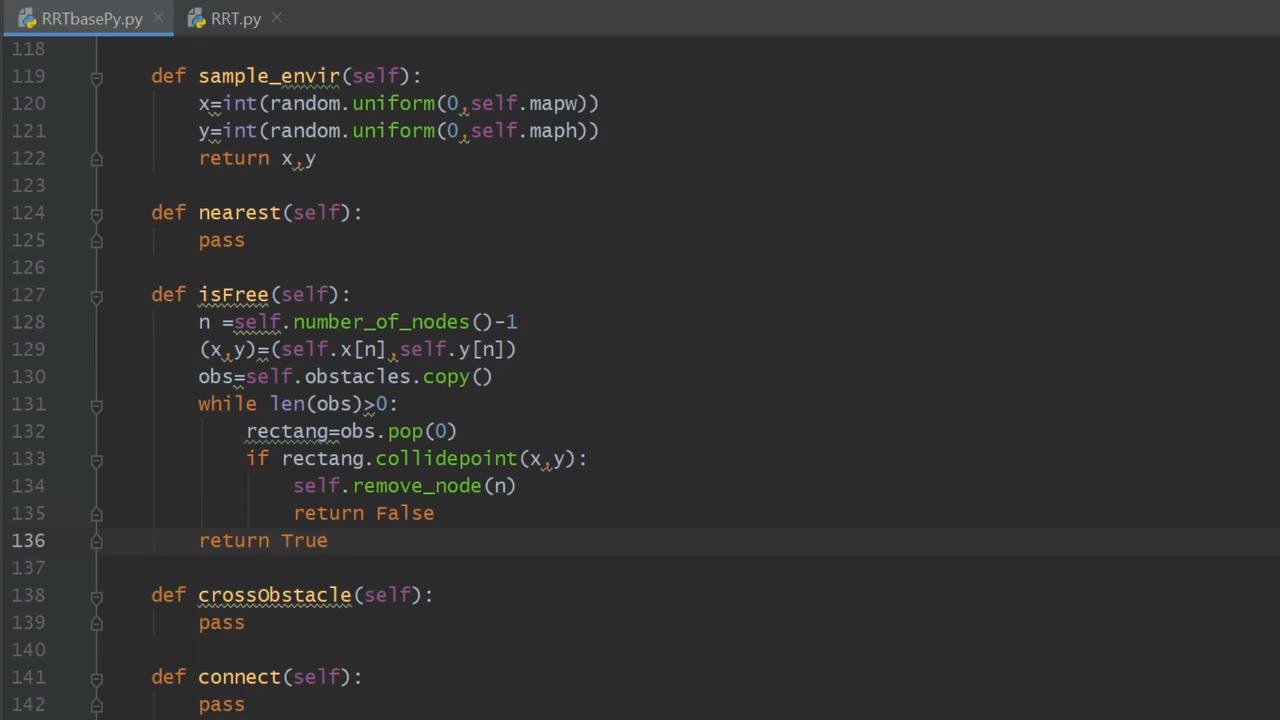 RRTbasePy.py RRT.py
118
119 def sample_envir(self):
120 x=int(random.uniform(0,self.mapw))
121 y=int(random.uniform(0,self.maph))
122 return x,y
123
124 def nearest(self):
125 pass
126
127 def isFree(self):
128 n =self.number_of_nodes()-1
129 (x,y)=(self.x[n],self.y[n])
130 obs=self.obstacles.copy()
131 while len(obs)>0:
132 rectang=obs.pop(0)
133 if rectang.collidepoint(x,y):
134 self.remove_node(n)
135 return False
136 return True
137
138 def crossObstacle(self):
139 pass
140
141 def connect(self):
142 pass